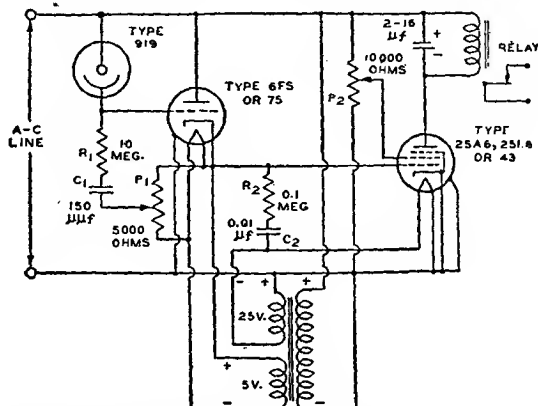 TYPE
919
A-C
LINE
10
MEG.
R1
C1
150
μμf
P1
5000
OHMS
TYPE 6F5
OR 75
R2
0.1
MEG
0.01
μf
C2
2-16
μf
+
-
10000
OHMS
P2
RELAY
TYPE
25A6, 25L6
OR 43
- +
+
25V.
+
5V.
-
-